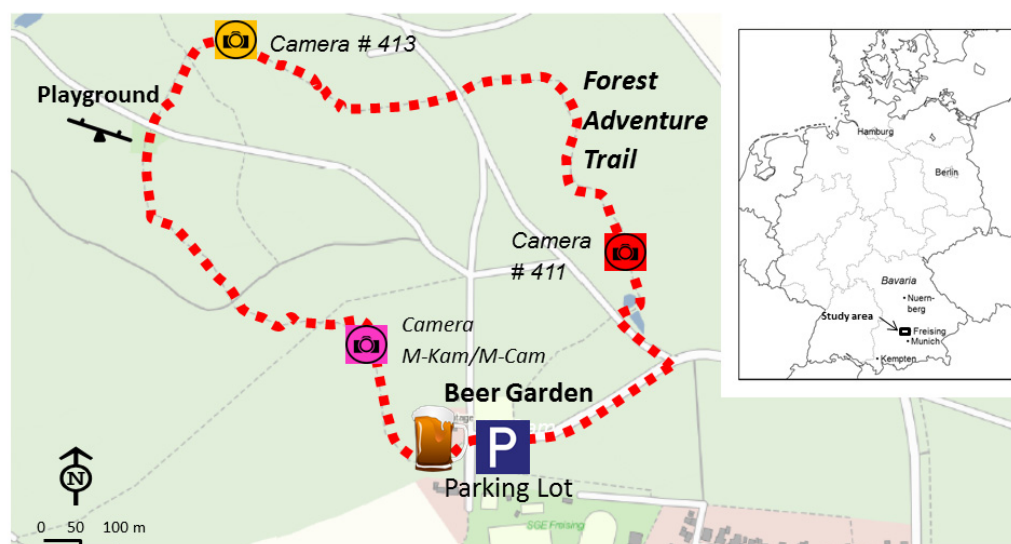 Camera # 413
Playground
Forest
Adventure
Trail
Camera
# 411
Camera
M-Kam/M-Cam
Beer Garden
P
Parking Lot
N
0 50 100 m
SGE Freising
Hamburg
Berlin
Bavaria
Nuern-
berg
Study area
Freising
Munich
Kempten